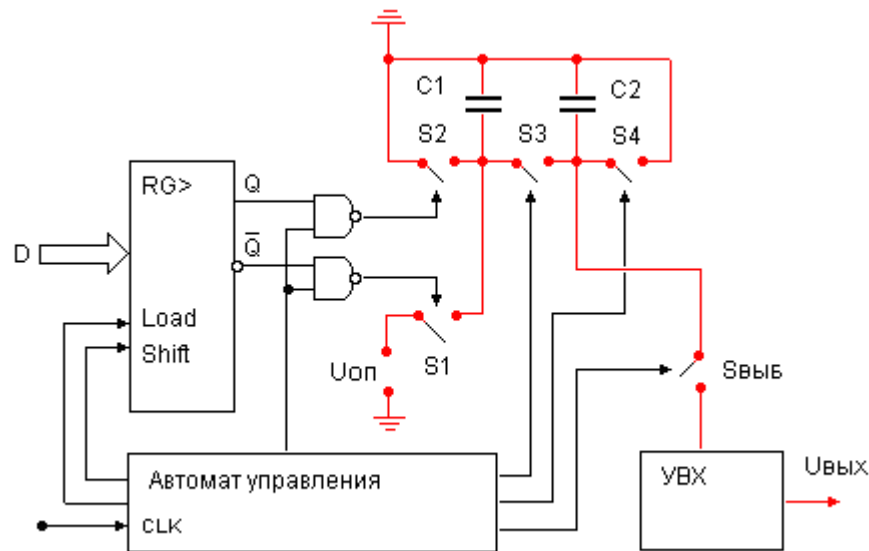 C1
C2
S2
S3
S4
RG>
Q
Q̅
D
Load
Shift
Uоп
S1
Sвыб
Автомат управления
CLK
УВХ
Uвых